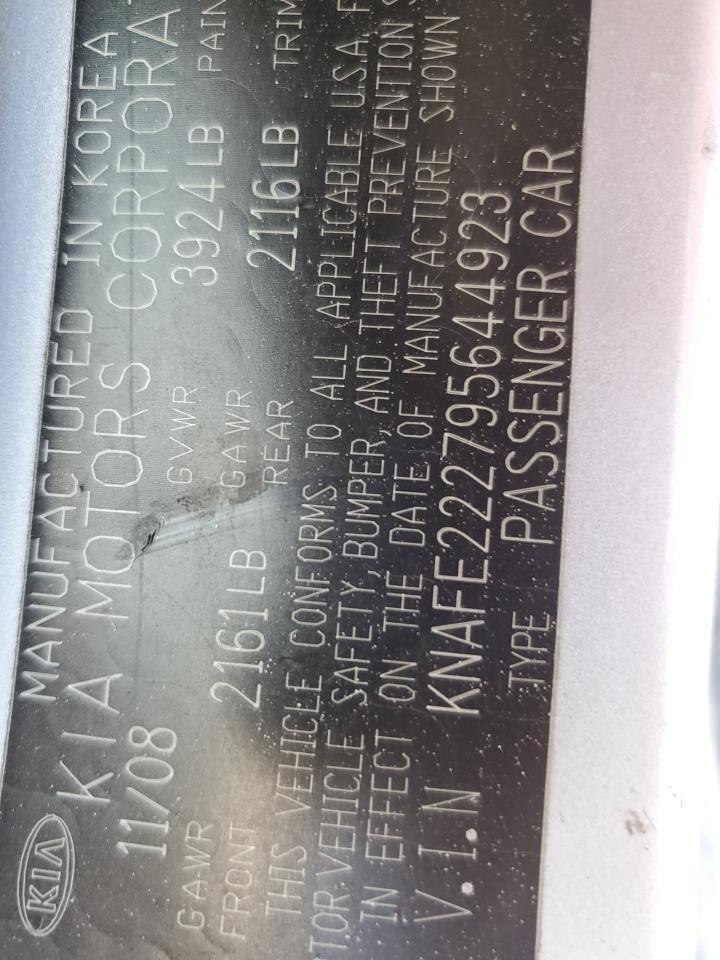 KIA MANUFACTURED IN KOREA
KIA MOTORS CORPORA
11/08 GVWR 3924LB PAIN
GAWR 2161LB GAWR 2116LB TRIM
FRONT REAR
THIS VEHICLE CONFORMS TO ALL APPLICABLE USA F
TOR VEHICLE SAFETY, BUMPER, AND THEFT PREVENTION S
IN EFFECT ON THE DATE OF MANUFACTURE SHOWN
V.I.N KNAFE222795644923
TYPE PASSENGER CAR